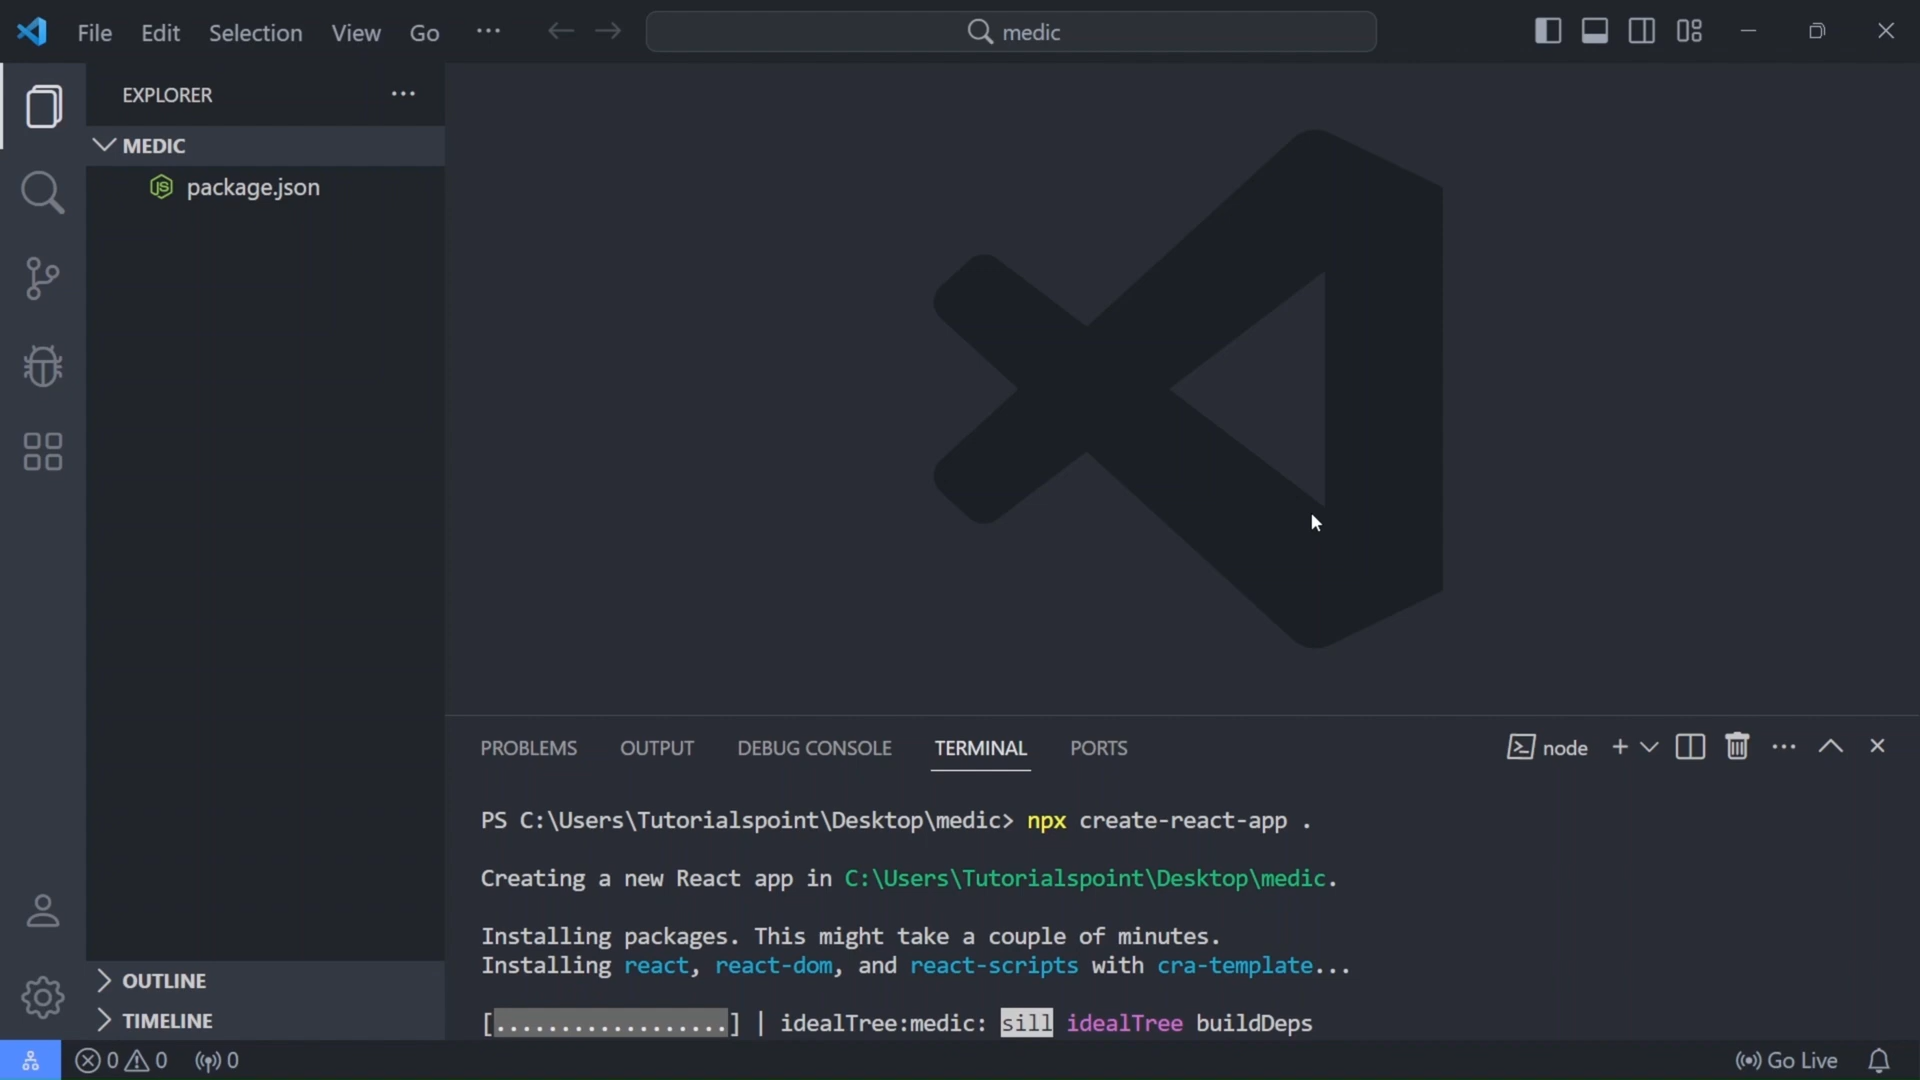 File Edit Selection View Go ... medic
EXPLORER ...
MEDIC
package.json
PROBLEMS OUTPUT DEBUG CONSOLE TERMINAL PORTS node ...
PS C:\Users\Tutorialspoint\Desktop\medic> npx create-react-app .
Creating a new React app in C:\Users\Tutorialspoint\Desktop\medic.
Installing packages. This might take a couple of minutes.
Installing react, react-dom, and react-scripts with cra-template...
[..................] | idealTree:medic: sill idealTree buildDeps
OUTLINE
TIMELINE
0 0 0 Go Live